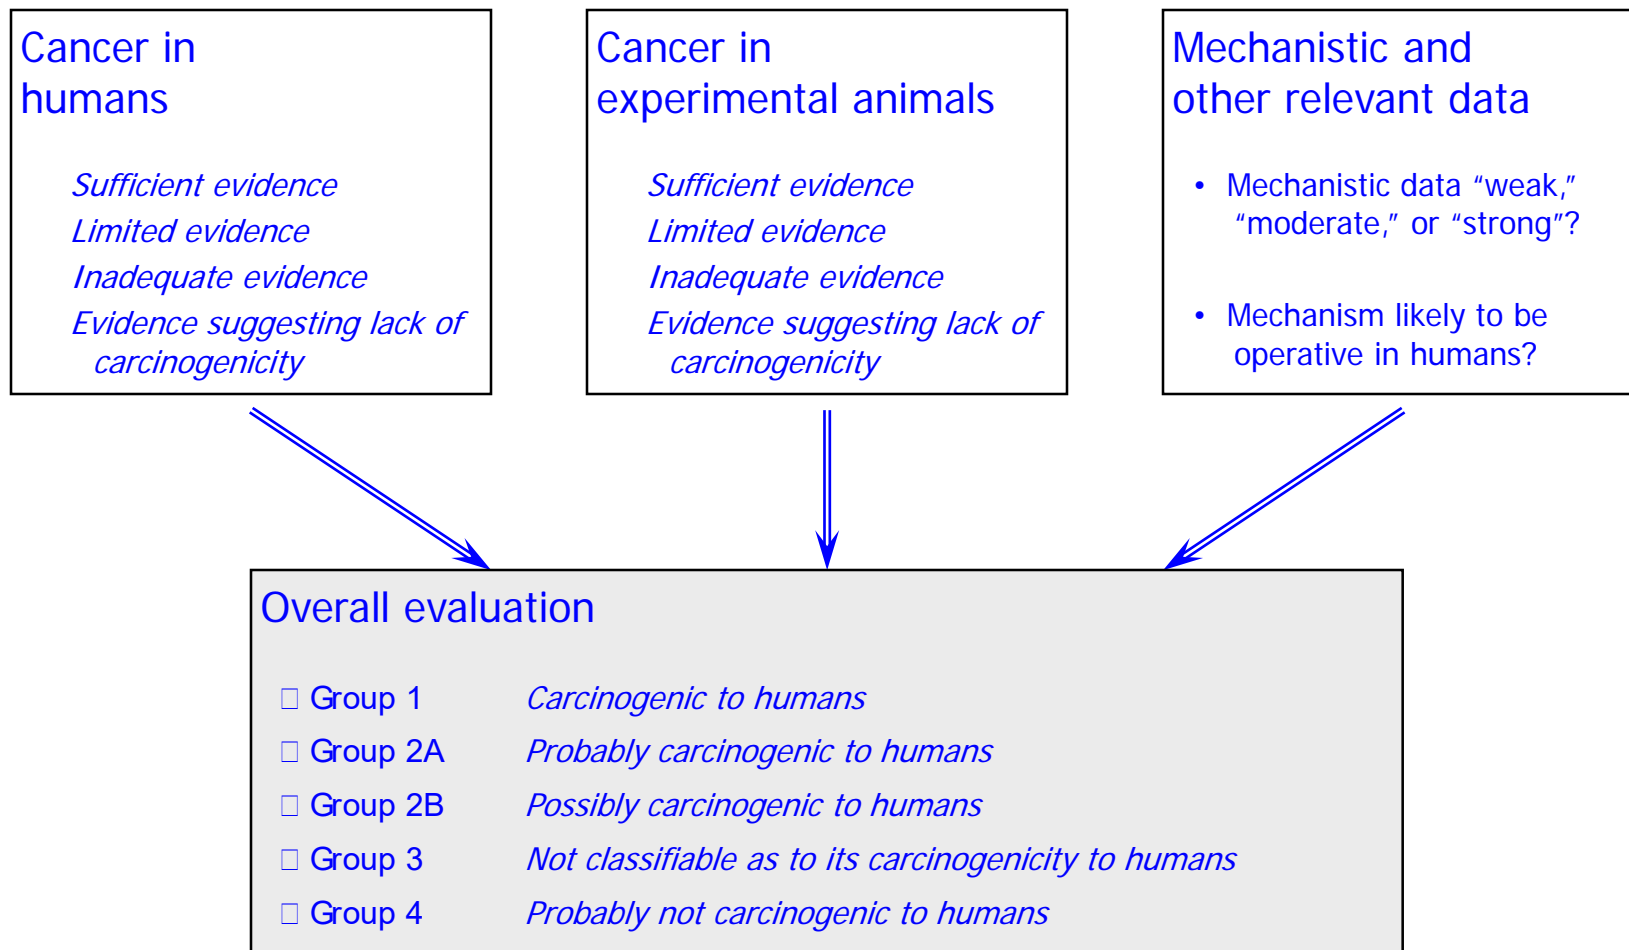 Cancer in
humans
Sufficient evidence
Limited evidence
Inadequate evidence
Evidence suggesting lack of
carcinogenicity
Cancer in
experimental animals
Sufficient evidence
Limited evidence
Inadequate evidence
Evidence suggesting lack of
carcinogenicity
Mechanistic and
other relevant data
• Mechanistic data “weak,”
“moderate,” or “strong”?
• Mechanism likely to be
operative in humans?
Overall evaluation
□ Group 1 Carcinogenic to humans
□ Group 2A Probably carcinogenic to humans
□ Group 2B Possibly carcinogenic to humans
□ Group 3 Not classifiable as to its carcinogenicity to humans
□ Group 4 Probably not carcinogenic to humans